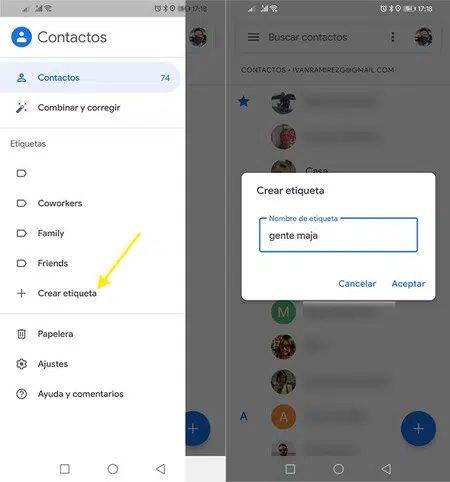 17:18
Contactos
Contactos 74
Combinar y corregir
Etiquetas
Coworkers
Family
Friends
Crear etiqueta
Papelera
Ajustes
Ayuda y comentarios
17:18
Buscar contactos
CONTACTOS • IVANRAMIREZG@GMAIL.COM
Casa
Crear etiqueta
Nombre de etiqueta
gente maja
Cancelar Aceptar
M
A A